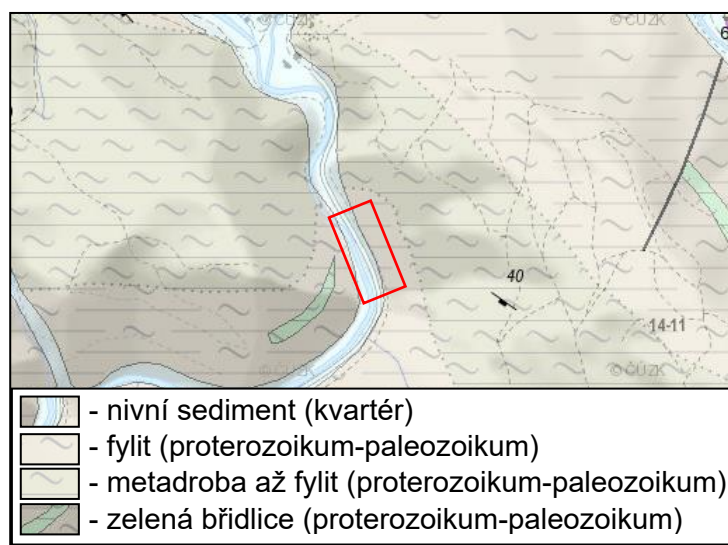 ©ČÚZK
6
40
14-11
©ČÚZK
©ČÚZK
- nivní sediment (kvartér)
- fylit (proterozoikum-paleozoikum)
- metadroba až fylit (proterozoikum-paleozoikum)
- zelená břidlice (proterozoikum-paleozoikum)